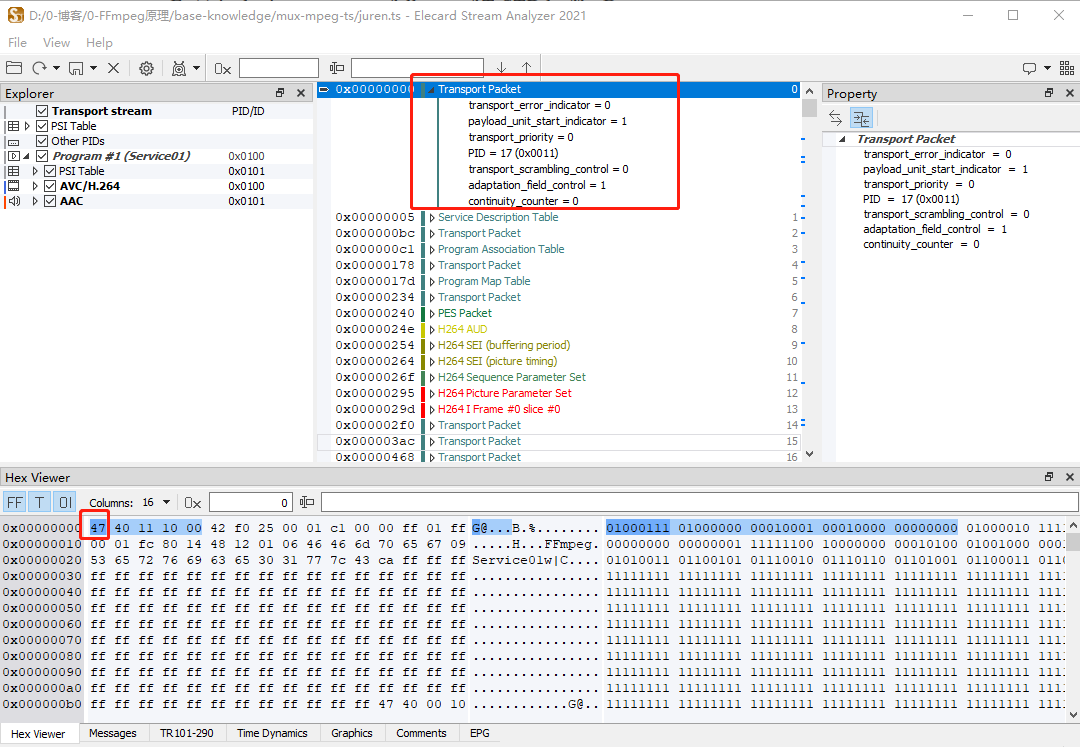 D:/0-博客/0-FFmpeg原理/base-knowledge/mux-mpeg-ts/juren.ts - Elecard Stream Analyzer 2021
File View Help
0x
Explorer
Transport stream PID/ID
PSI Table
Other PIDs
Program #1 (Service01) 0x0100
PSI Table 0x0101
AVC/H.264 0x0100
AAC 0x0101
0x00000000 Transport Packet 0
transport_error_indicator = 0
payload_unit_start_indicator = 1
transport_priority = 0
PID = 17 (0x0011)
transport_scrambling_control = 0
adaptation_field_control = 1
continuity_counter = 0
0x00000005 Service Description Table 1
0x000000bc Transport Packet 2
0x000000c1 Program Association Table 3
0x00000178 Transport Packet 4
0x0000017d Program Map Table 5
0x00000234 Transport Packet 6
0x00000240 PES Packet 7
0x0000024e H264 AUD 8
0x00000254 H264 SEI (buffering period) 9
0x00000264 H264 SEI (picture timing) 10
0x0000026f H264 Sequence Parameter Set 11
0x00000295 H264 Picture Parameter Set 12
0x0000029d H264 I Frame #0 slice #0 13
0x000002f0 Transport Packet 14
0x000003ac Transport Packet 15
0x00000468 Transport Packet 16
Property
Transport Packet
transport_error_indicator = 0
payload_unit_start_indicator = 1
transport_priority = 0
PID = 17 (0x0011)
transport_scrambling_control = 0
adaptation_field_control = 1
continuity_counter = 0
Hex Viewer
FF T 0I Columns: 16 0x 0
0x00000000 47 40 11 10 00 42 f0 25 00 01 c1 00 00 ff 01 ff G@...B.%........ 01000111 01000000 00010001 00010000 00000000 01000010 1111
0x00000010 00 01 fc 80 14 48 12 01 06 46 46 6d 70 65 67 09 .....H...FFmpeg. 00000000 00000001 11111100 10000000 00010100 01001000 0001
0x00000020 53 65 72 76 69 63 65 30 31 77 7c 43 ca ff ff ff Service01w|C.... 01010011 01100101 01110010 01110110 01101001 01100011 0110
0x00000030 ff ff ff ff ff ff ff ff ff ff ff ff ff ff ff ff ................ 11111111 11111111 11111111 11111111 11111111 11111111 1111
0x00000040 ff ff ff ff ff ff ff ff ff ff ff ff ff ff ff ff ................ 11111111 11111111 11111111 11111111 11111111 11111111 1111
0x00000050 ff ff ff ff ff ff ff ff ff ff ff ff ff ff ff ff ................ 11111111 11111111 11111111 11111111 11111111 11111111 1111
0x00000060 ff ff ff ff ff ff ff ff ff ff ff ff ff ff ff ff ................ 11111111 11111111 11111111 11111111 11111111 11111111 1111
0x00000070 ff ff ff ff ff ff ff ff ff ff ff ff ff ff ff ff ................ 11111111 11111111 11111111 11111111 11111111 11111111 1111
0x00000080 ff ff ff ff ff ff ff ff ff ff ff ff ff ff ff ff ................ 11111111 11111111 11111111 11111111 11111111 11111111 1111
0x00000090 ff ff ff ff ff ff ff ff ff ff ff ff ff ff ff ff ................ 11111111 11111111 11111111 11111111 11111111 11111111 1111
0x000000a0 ff ff ff ff ff ff ff ff ff ff ff ff ff ff ff ff ................ 11111111 11111111 11111111 11111111 11111111 11111111 1111
0x000000b0 ff ff ff ff ff ff ff ff ff ff ff ff 47 40 00 10 ............G@.. 11111111 11111111 11111111 11111111 11111111 11111111 1111
Hex Viewer Messages TR101-290 Time Dynamics Graphics Comments EPG